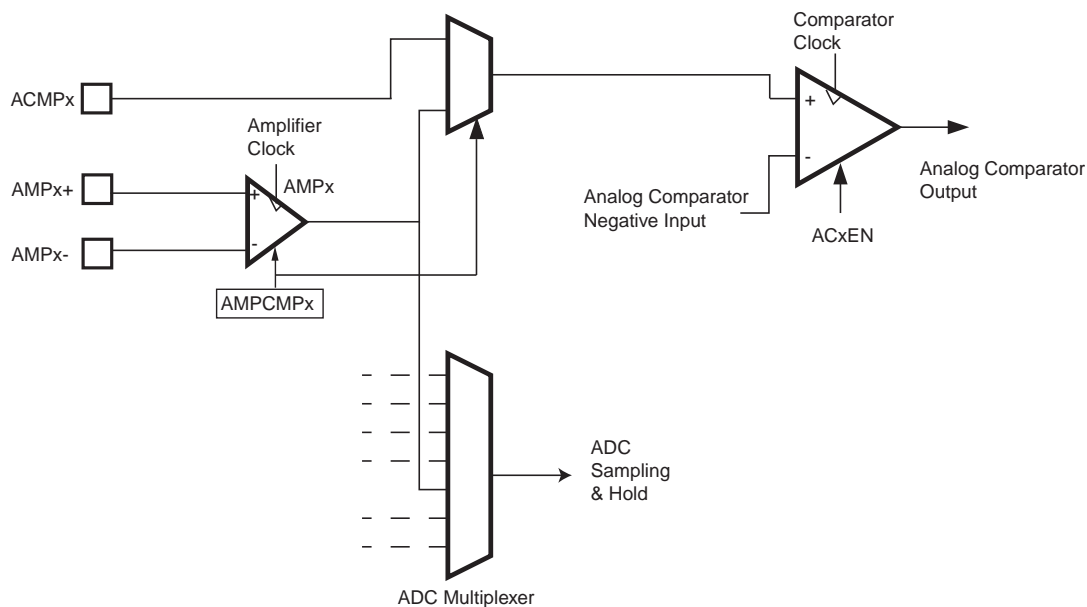 Comparator
Clock
ACMPx
+
-
Amplifier
Clock
AMPx
AMPx+
+
AMPx-
-
AMPCMPx
Analog Comparator
Negative Input
Analog Comparator
Output
ACxEN
ADC
Sampling
& Hold
ADC Multiplexer